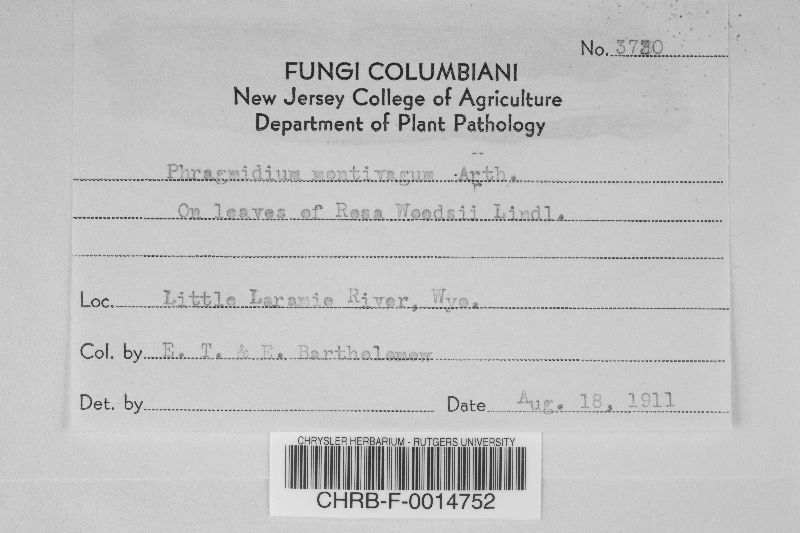 No. 3730
FUNGI COLUMBIANI
New Jersey College of Agriculture
Department of Plant Pathology
Phragmidium montivagum Arth.
On leaves of Rosa Woodsii Lindl.
Loc. Little Laramie River, Wyo.
Col. by E. T. & E. Bartholomew
Det. by
Date Aug. 18, 1911
CHRYSLER HERBARIUM - RUTGERS UNIVERSITY
CHRB-F-0014752